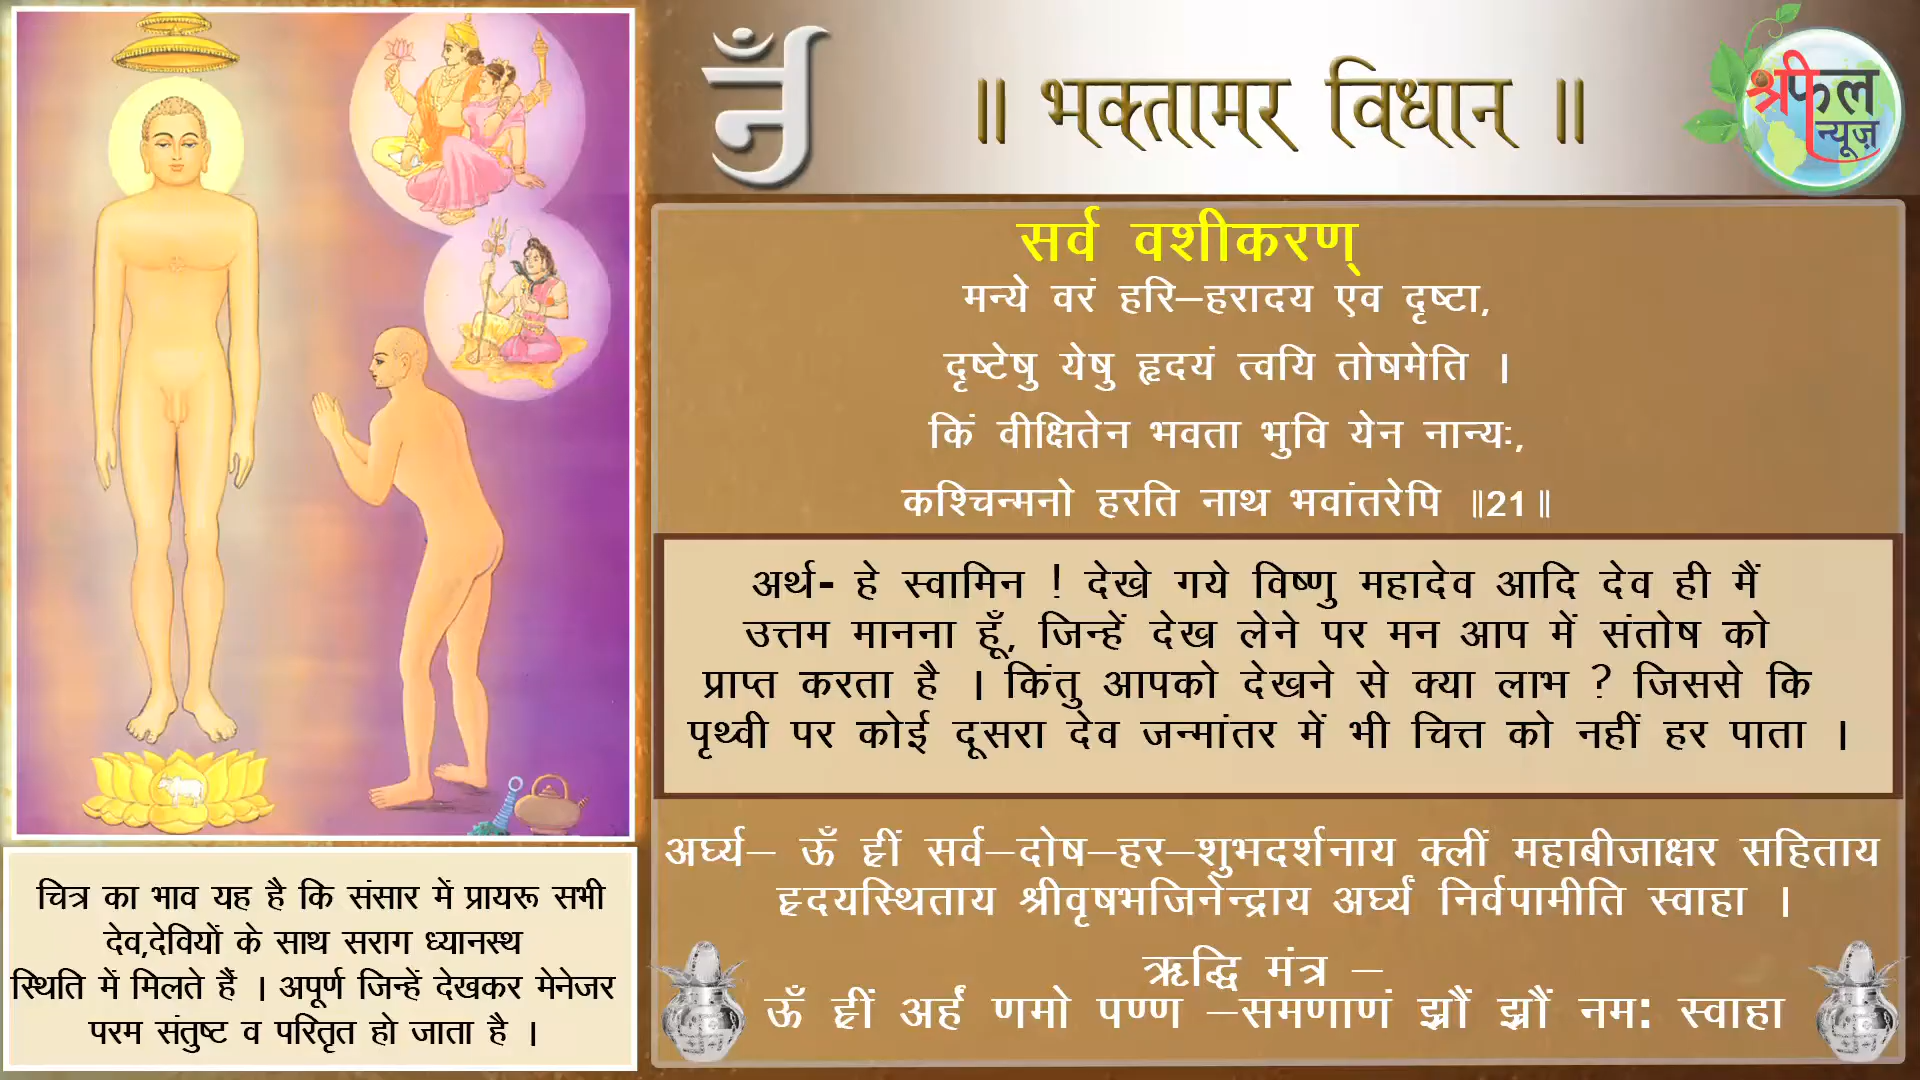 ॥ भक्तामर विधान ॥
श्रीफल
न्यूज़
सर्व वशीकरण्
मन्ये वरं हरि–हरादय एव दृष्टा,
दृष्टेषु येषु हृदयं त्वयि तोषमेति ।
किं वीक्षितेन भवता भुवि येन नान्यः,
कश्चिन्मनो हरति नाथ भवांतरेपि ॥21॥
अर्थ- हे स्वामिन ! देखे गये विष्णु महादेव आदि देव ही मैं
उत्तम मानना हूँ, जिन्हें देख लेने पर मन आप में संतोष को
प्राप्त करता है । किंतु आपको देखने से क्या लाभ ? जिससे कि
पृथ्वी पर कोई दूसरा देव जन्मांतर में भी चित्त को नहीं हर पाता ।
अर्घ्य– ऊँ ह्रीं सर्व–दोष–हर–शुभदर्शनाय क्लीं महाबीजाक्षर सहिताय
हृदयस्थिताय श्रीवृषभजिनेन्द्राय अर्घ्यं निर्वपामीति स्वाहा ।
ऋद्धि मंत्र –
ऊँ ह्रीं अर्हं णमो पण्ण –समणाणं झ्रौं झ्रौं नम: स्वाहा
चित्र का भाव यह है कि संसार में प्रायरू सभी
देव,देवियों के साथ सराग ध्यानस्थ
स्थिति में मिलते हैं । अपूर्ण जिन्हें देखकर मेनेजर
परम संतुष्ट व परितृत हो जाता है ।